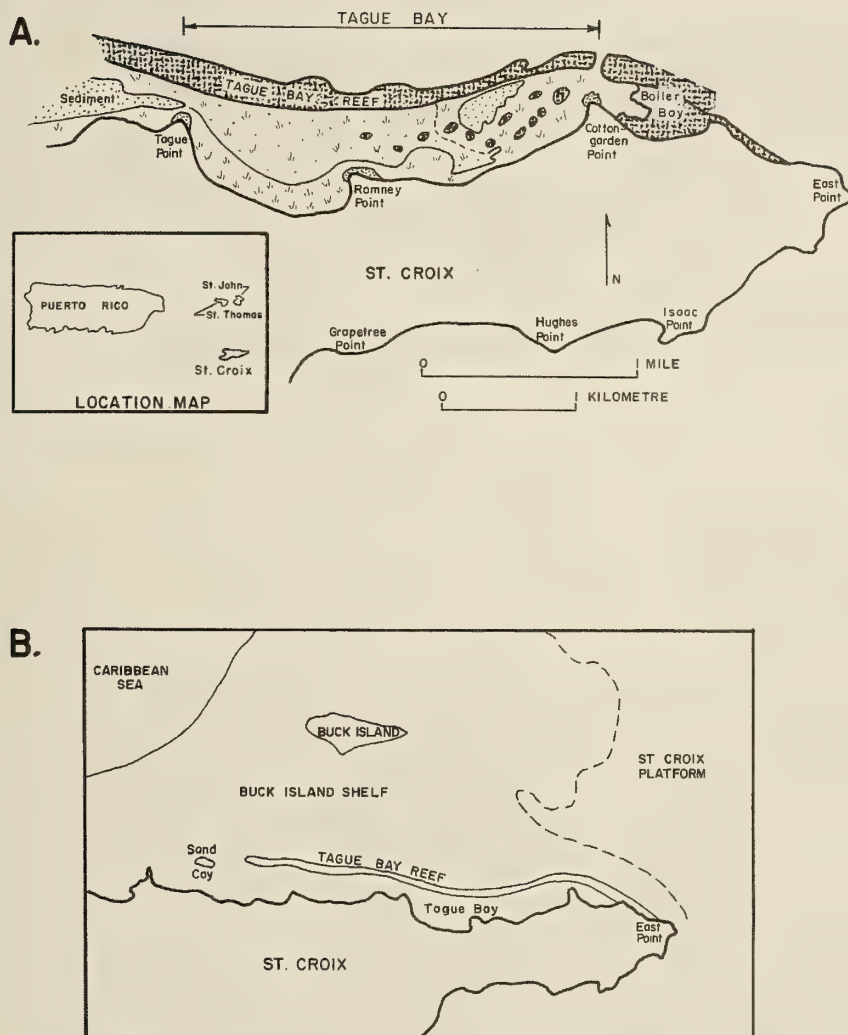 A.
TAGUE BAY
TAGUE BAY REEF
Sediment
Boiler
Bay
Tague
Point
Romney
Point
Cotton-
garden
Point
East
Point
ST. CROIX
N
PUERTO RICO
St. John
St. Thomas
St. Croix
LOCATION MAP
Grapetree
Point
Hughes
Point
Isaac
Point
0 1 MILE
0 1 KILOMETRE
B.
CARIBBEAN
SEA
BUCK ISLAND
ST CROIX
PLATFORM
BUCK ISLAND SHELF
Sand
Cay
TAGUE BAY REEF
Tague Bay
East
Point
ST. CROIX